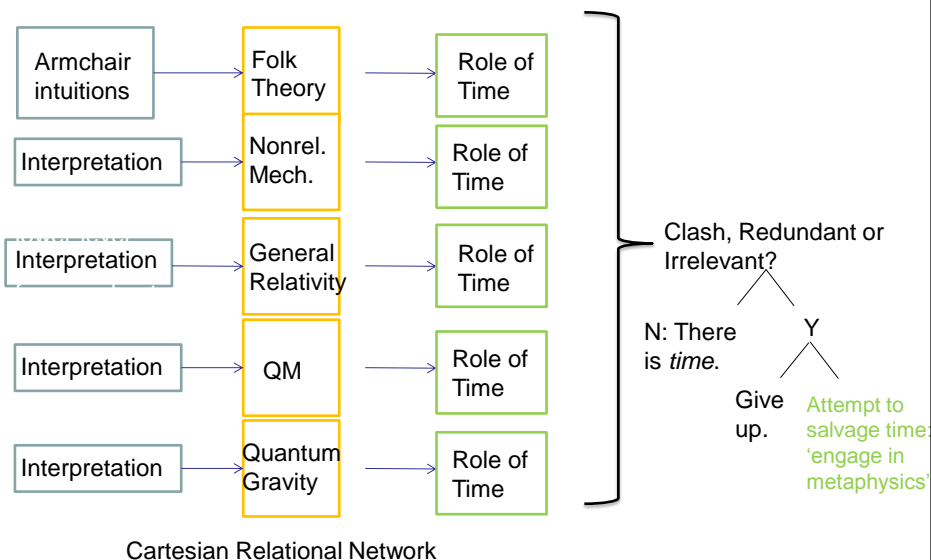 Armchair
intuitions
Folk
Theory
Role of
Time
Interpretation
Nonrel.
Mech.
Role of
Time
Interpretation
General
Relativity
Role of
Time
Interpretation
QM
Role of
Time
Interpretation
Quantum
Gravity
Role of
Time
Clash, Redundant or
Irrelevant?
N: There
is time.
Y
Give
up.
Attempt to
salvage time:
‘engage in
metaphysics’
Cartesian Relational Network